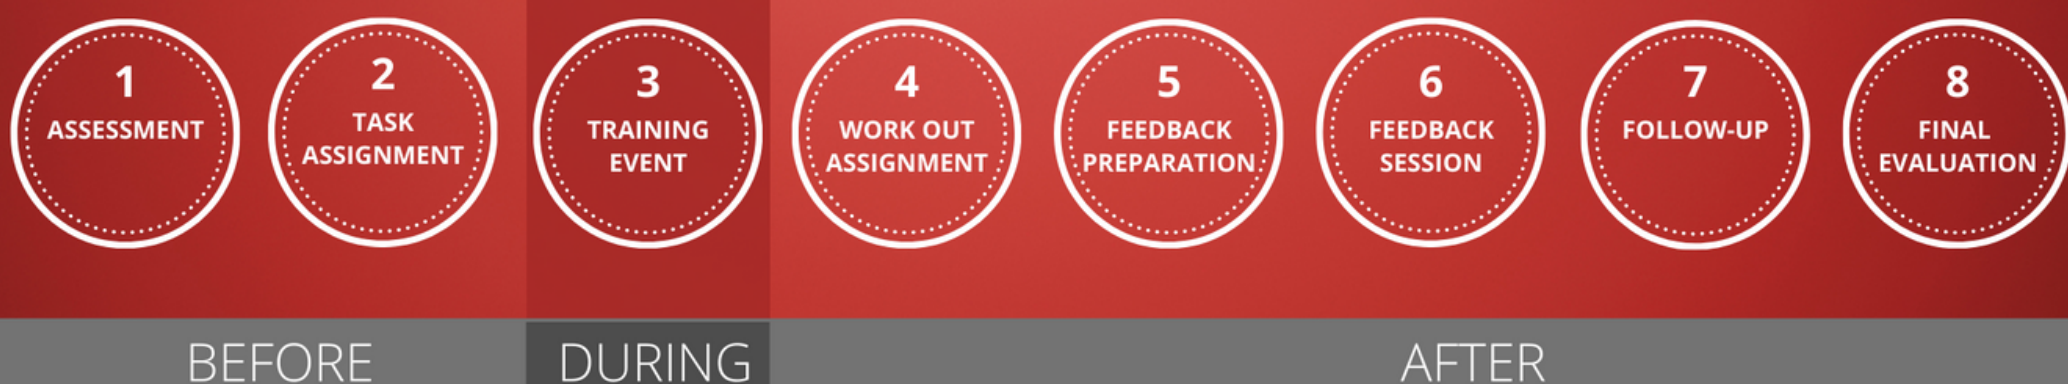 1
ASSESSMENT
2
TASK
ASSIGNMENT
3
TRAINING
EVENT
4
WORK OUT
ASSIGNMENT
5
FEEDBACK
PREPARATION
6
FEEDBACK
SESSION
7
FOLLOW-UP
8
FINAL
EVALUATION
BEFORE
DURING
AFTER